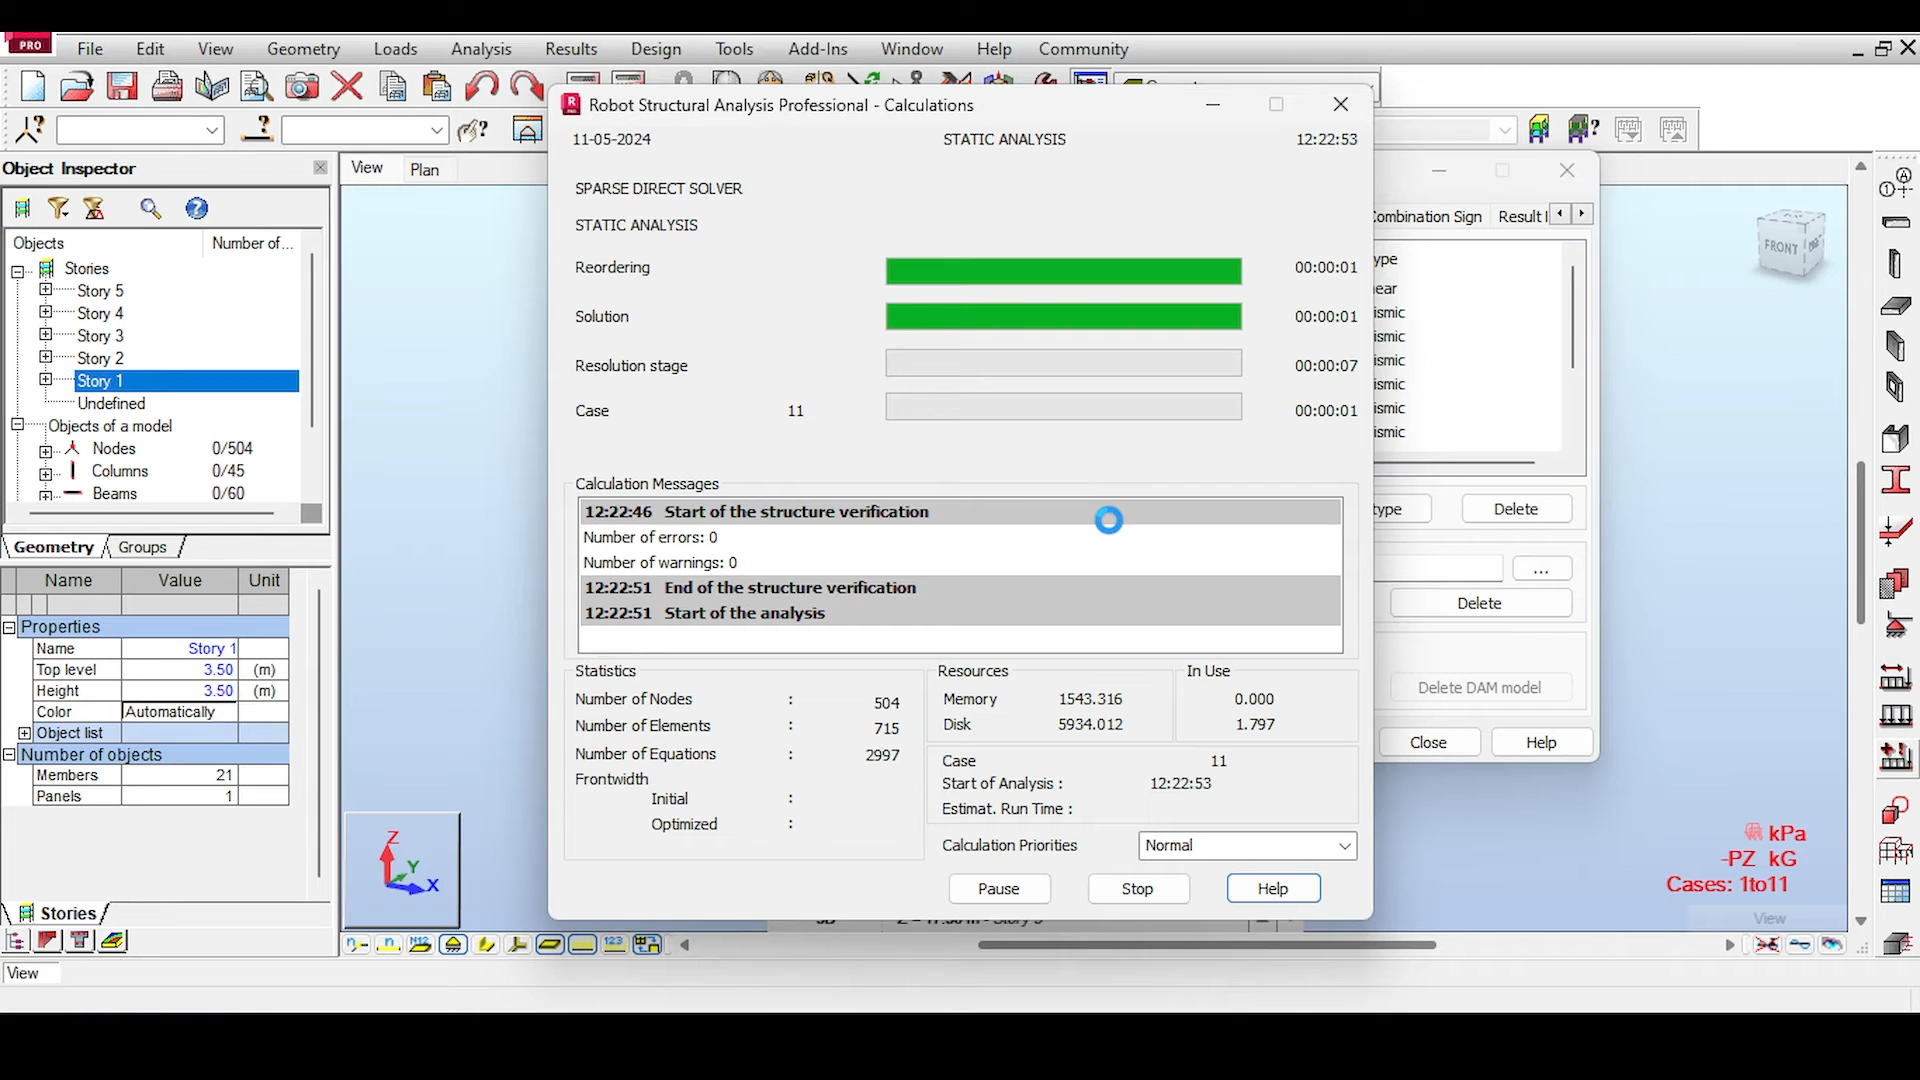 PRO
File Edit View Geometry Loads Analysis Results Design Tools Add-Ins Window Help Community
Robot Structural Analysis Professional - Calculations
11-05-2024 STATIC ANALYSIS 12:22:53
SPARSE DIRECT SOLVER
STATIC ANALYSIS
Reordering 00:00:01
Solution 00:00:01
Resolution stage 00:00:07
Case 11 00:00:01
Calculation Messages
12:22:46 Start of the structure verification
Number of errors: 0
Number of warnings: 0
12:22:51 End of the structure verification
12:22:51 Start of the analysis
Statistics
Number of Nodes : 504
Number of Elements : 715
Number of Equations : 2997
Frontwidth
Initial :
Optimized :
Resources In Use
Memory 1543.316 0.000
Disk 5934.012 1.797
Case 11
Start of Analysis : 12:22:53
Estimat. Run Time :
Calculation Priorities Normal
Pause Stop Help
Object Inspector
Objects Number of...
Stories
Story 5
Story 4
Story 3
Story 2
Story 1
Undefined
Objects of a model
Nodes 0/504
Columns 0/45
Beams 0/60
Geometry Groups
Name Value Unit
Properties
Name Story 1
Top level 3.50 (m)
Height 3.50 (m)
Color Automatically
Object list
Number of objects
Members 21
Panels 1
Stories
View
View Plan
Z
Y
X
ombination Sign Result
ype
ear
ismic
ismic
ismic
ismic
ismic
ismic
type Delete
...
Delete
Delete DAM model
Close Help
FRONT
kPa
-PZ kG
Cases: 1to11
View